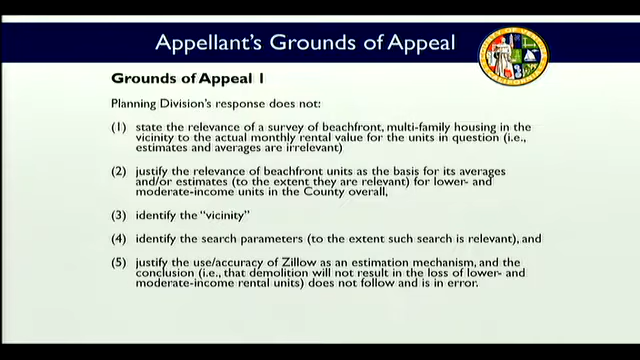 Appellant's Grounds of Appeal
Grounds of Appeal 1
Planning Division's response does not:
(1) state the relevance of a survey of beachfront, multi-family housing in the
vicinity to the actual monthly rental value for the units in question (i.e.,
estimates and averages are irrelevant)
(2) justify the relevance of beachfront units as the basis for its averages
and/or estimates (to the extent they are relevant) for lower- and
moderate-income units in the County overall,
(3) identify the "vicinity"
(4) identify the search parameters (to the extent such search is relevant), and
(5) justify the use/accuracy of Zillow as an estimation mechanism, and the
conclusion (i.e., that demolition will not result in the loss of lower- and
moderate-income rental units) does not follow and is in error.